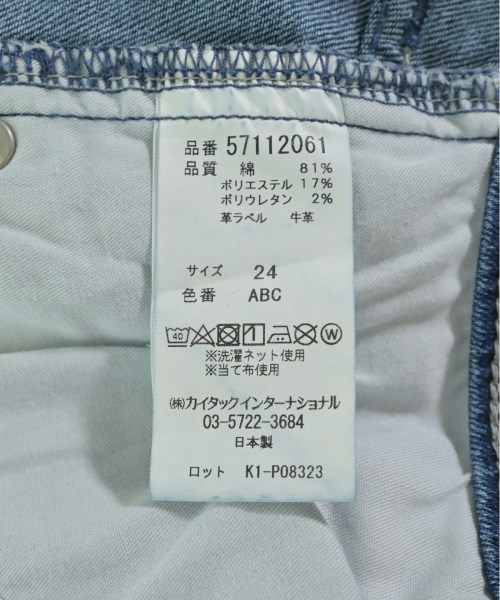 品番 57112061
品質 綿 81%
ポリエステル 17%
ポリウレタン 2%
革ラベル 牛革
サイズ 24
色番 ABC
40 W
※洗濯ネット使用
※当て布使用
㈱カイタックインターナショナル
03-5722-3684
日本製
ロット K1-P08323